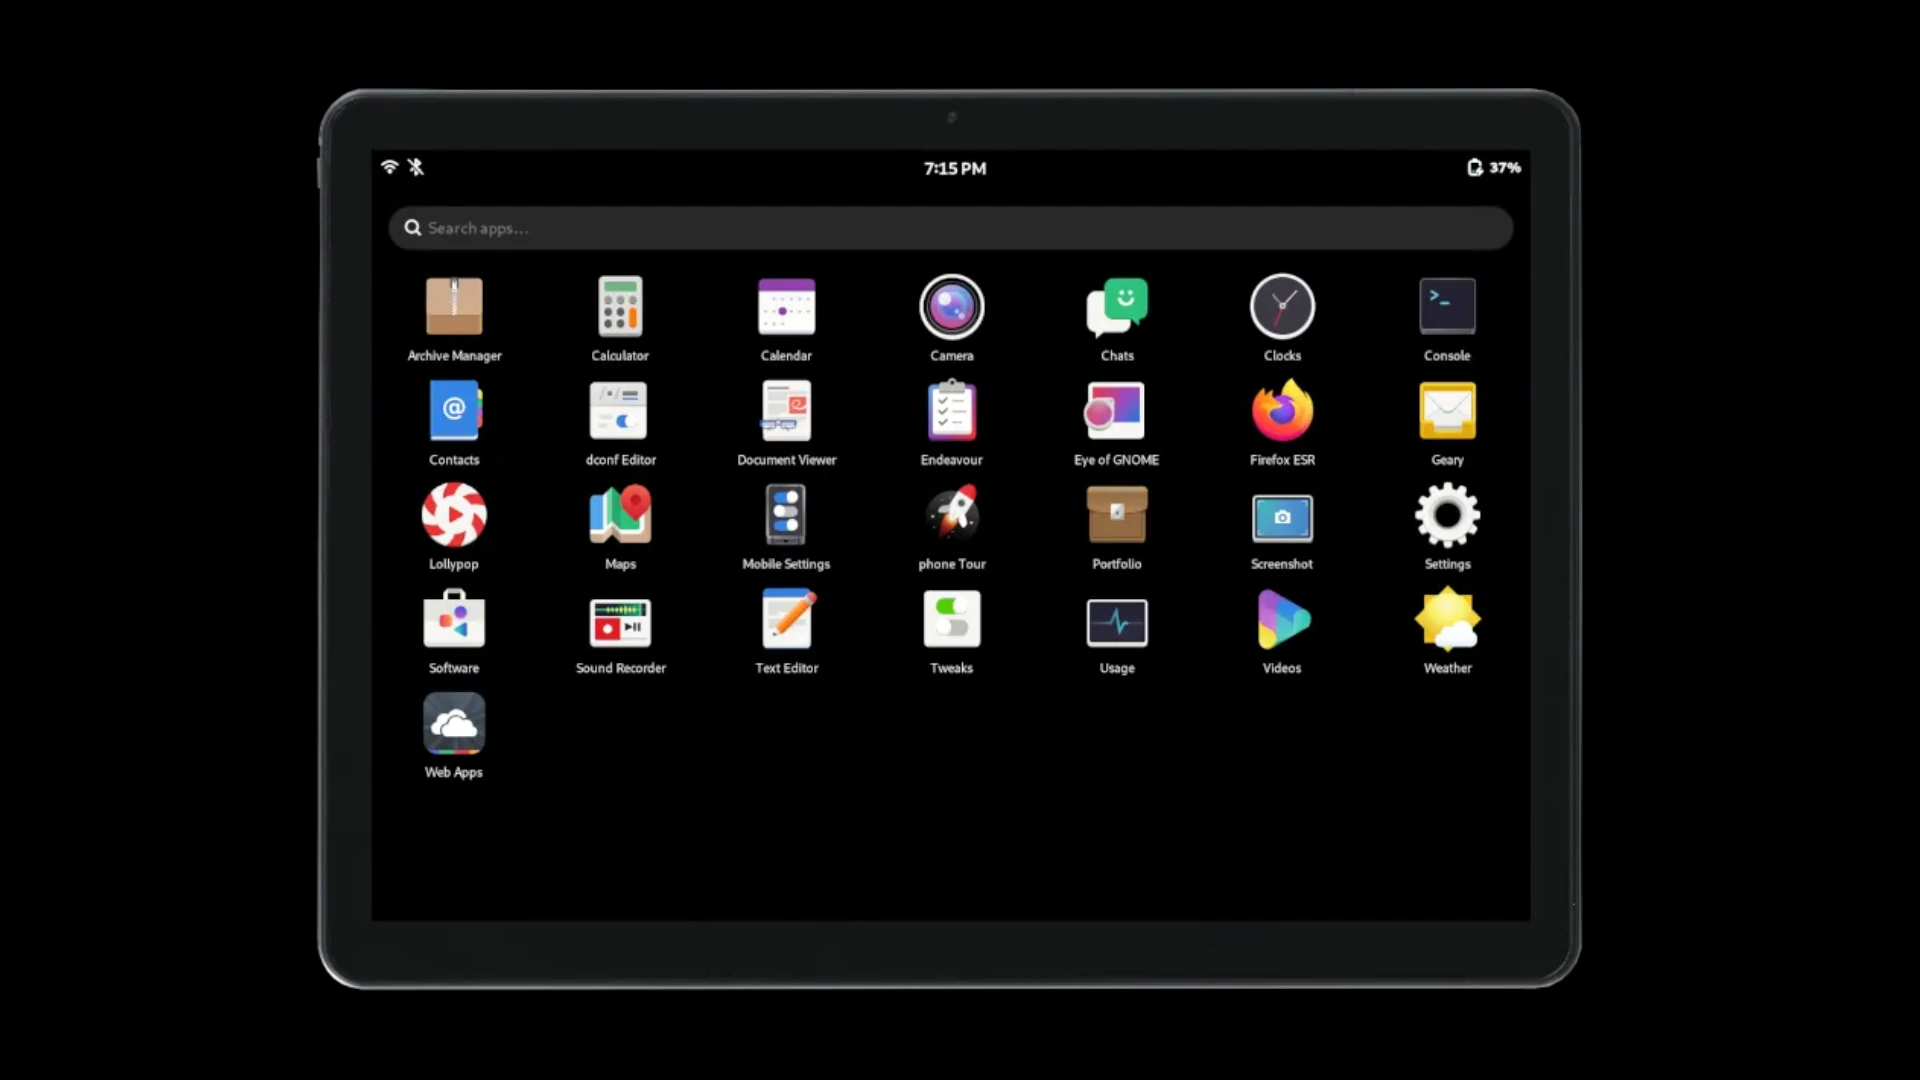 7:15 PM
37%
Search apps...
Archive Manager
Calculator
Calendar
Camera
Chats
Clocks
Console
Contacts
dconf Editor
Document Viewer
Endeavour
Eye of GNOME
Firefox ESR
Geary
Lollypop
Maps
Mobile Settings
phone Tour
Portfolio
Screenshot
Settings
Software
Sound Recorder
Text Editor
Tweaks
Usage
Videos
Weather
Web Apps